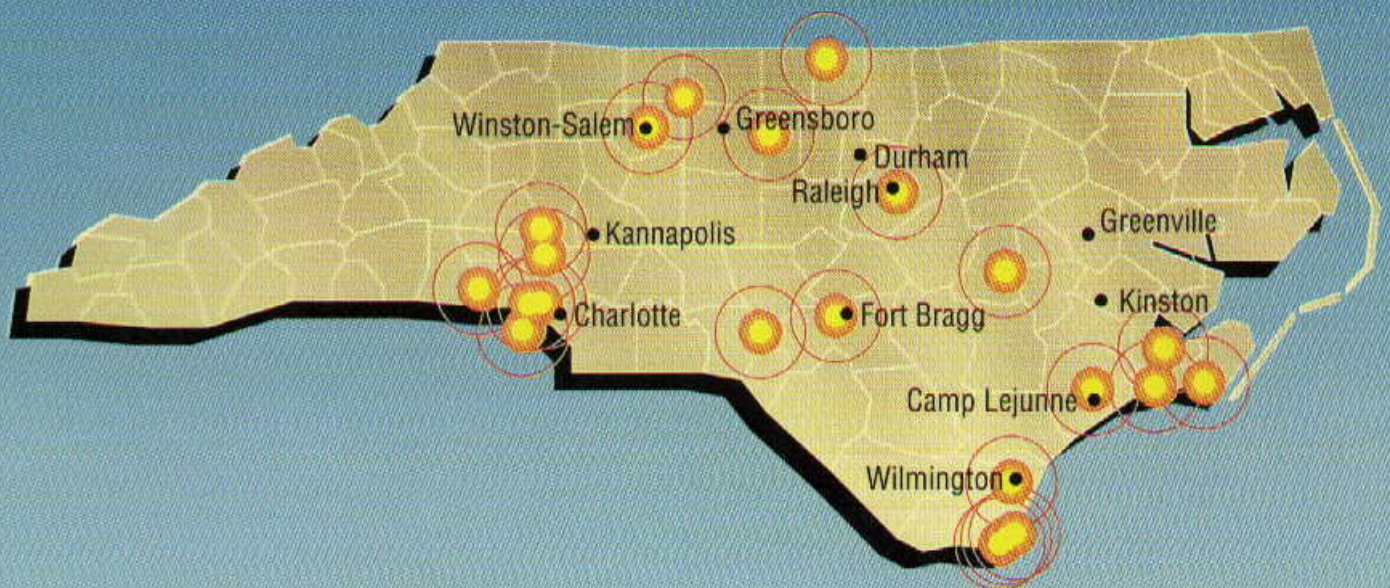 Winston-Salem
Greensboro
Durham
Raleigh
Greenville
Kannapolis
Kinston
Charlotte
Fort Bragg
Camp Lejunne
Wilmington